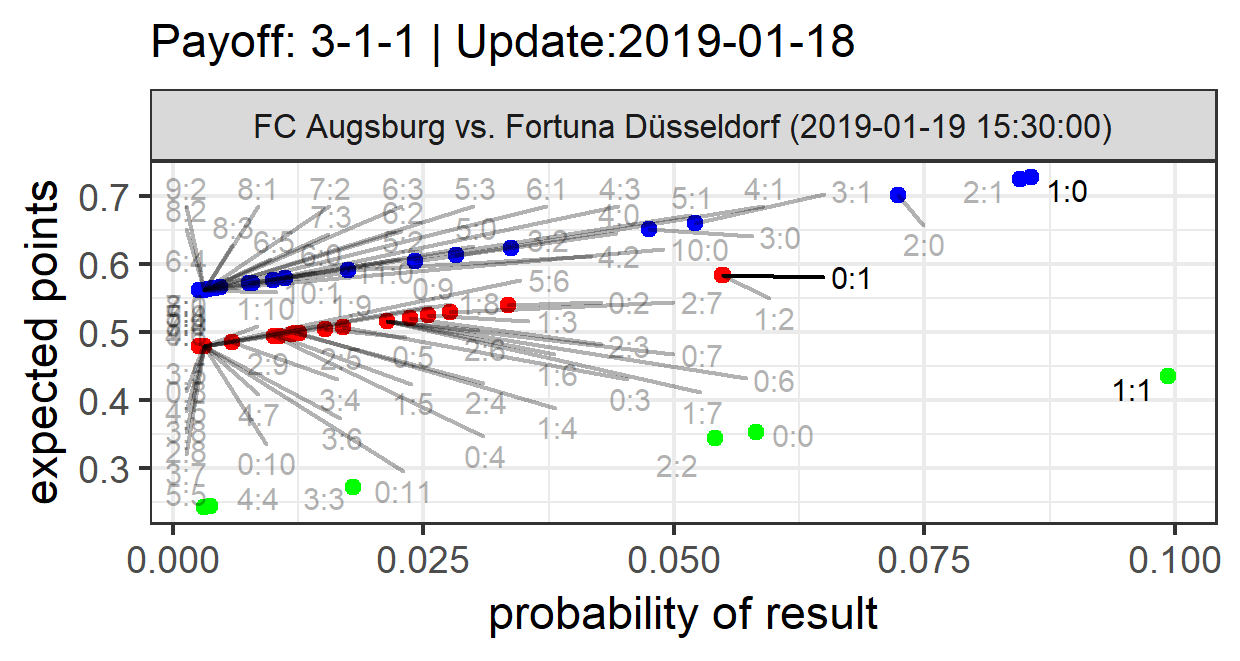 Payoff: 3-1-1 | Update:2019-01-18
FC Augsburg vs. Fortuna Düsseldorf (2019-01-19 15:30:00)
expected points
0.7
0.6
0.5
0.4
0.3
9:2 8:1 7:2 6:3 5:3 6:1 4:3 5:1 4:1 3:1 2:1 1:0
8:2 8:3 7:3 6:2 4:0
6:5 5:2 5:0 3:2 3:0 2:0
6:4 6:0 11:0 4:2 10:0
10:1 0:9 5:6 0:1
1:10 1:9 1:8 0:2 2:7
1:3 1:2
2:9 2:5 0:5 2:6 2:3 0:7
1:6 0:6
4:7 3:4 1:5 2:4 0:3 1:7 1:1
3:6 1:4 0:0
0:10 0:4 2:2
3:7
5:5 4:4 3:3 0:11
0.000 0.025 0.050 0.075 0.100
probability of result